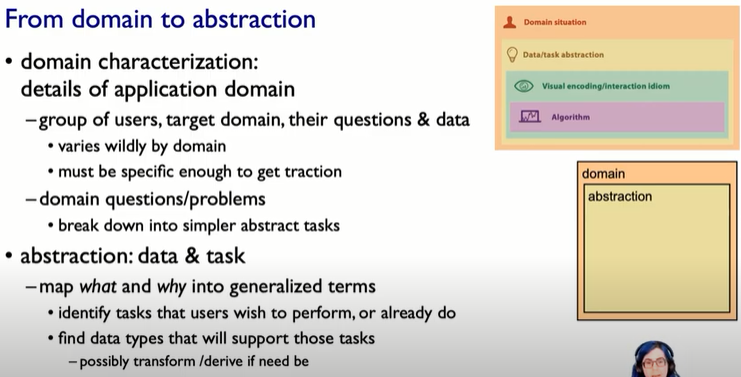 From domain to abstraction
• domain characterization:
details of application domain
–group of users, target domain, their questions & data
• varies wildly by domain
• must be specific enough to get traction
–domain questions/problems
• break down into simpler abstract tasks
• abstraction: data & task
–map what and why into generalized terms
• identify tasks that users wish to perform, or already do
• find data types that will support those tasks
–possibly transform /derive if need be
Domain situation
Data/task abstraction
Visual encoding/interaction idiom
Algorithm
domain
abstraction